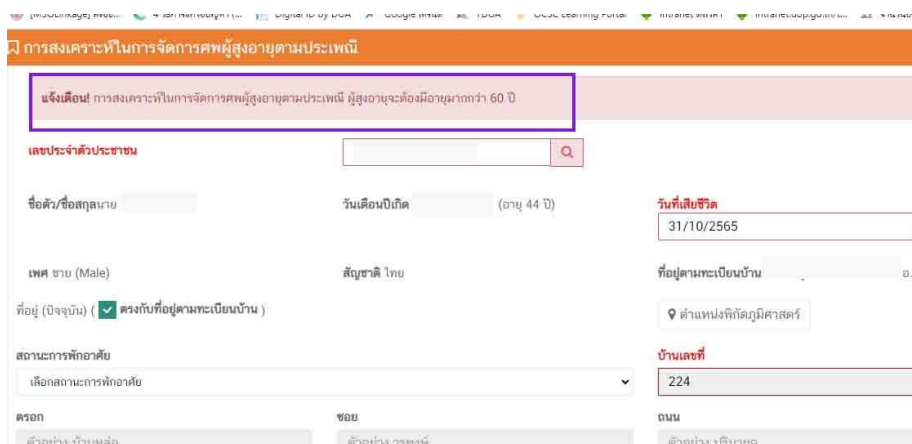 Digital ID by DGA
OCSC Learning Portal
การสงเคราะห์ในการจัดการศพผู้สูงอายุตามประเพณี
แจ้งเตือน! การสงเคราะห์ในการจัดการศพผู้สูงอายุตามประเพณี ผู้สูงอายุจะต้องมีอายุมากกว่า 60 ปี
เลขประจำตัวประชาชน
ชื่อตัว/ชื่อสกุลนาย วันเดือนปีเกิด (อายุ 44 ปี) วันที่เสียชีวิต
31/10/2565
เพศ ชาย (Male) สัญชาติ ไทย ที่อยู่ตามทะเบียนบ้าน อ.
ที่อยู่ (ปัจจุบัน) ( ตรงกับที่อยู่ตามทะเบียนบ้าน ) ตำแหน่งพิกัดภูมิศาสตร์
สถานะการพักอาศัย บ้านเลขที่
เลือกสถานะการพักอาศัย 224
ตรอก ซอย ถนน